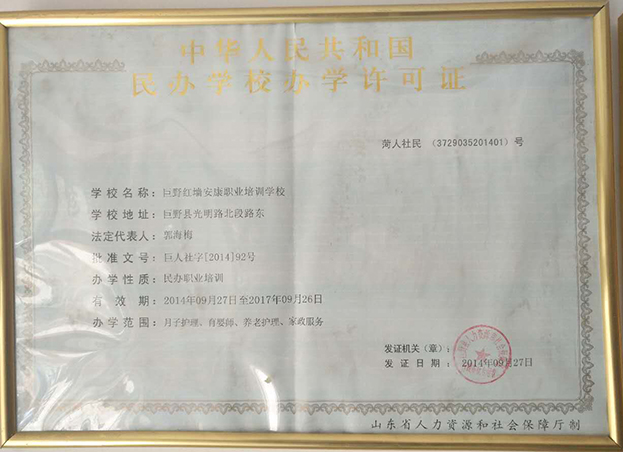 中华人民共和国
民办学校办学许可证
菏人社民 (3729035201401) 号
学校名称: 巨野红瑞安康职业培训学校
学校地址: 巨野县光明路北段路东
法定代表人: 郭海梅
批准文号: 巨人社字[2014]92号
办学性质: 民办职业培训
有效期: 2014年09月27日至2017年09月26日
办学范围: 月子护理、育婴师、养老护理、家政服务
发证机关(章):
发证日期: 2014年09月27日
山东省人力资源和社会保障厅制